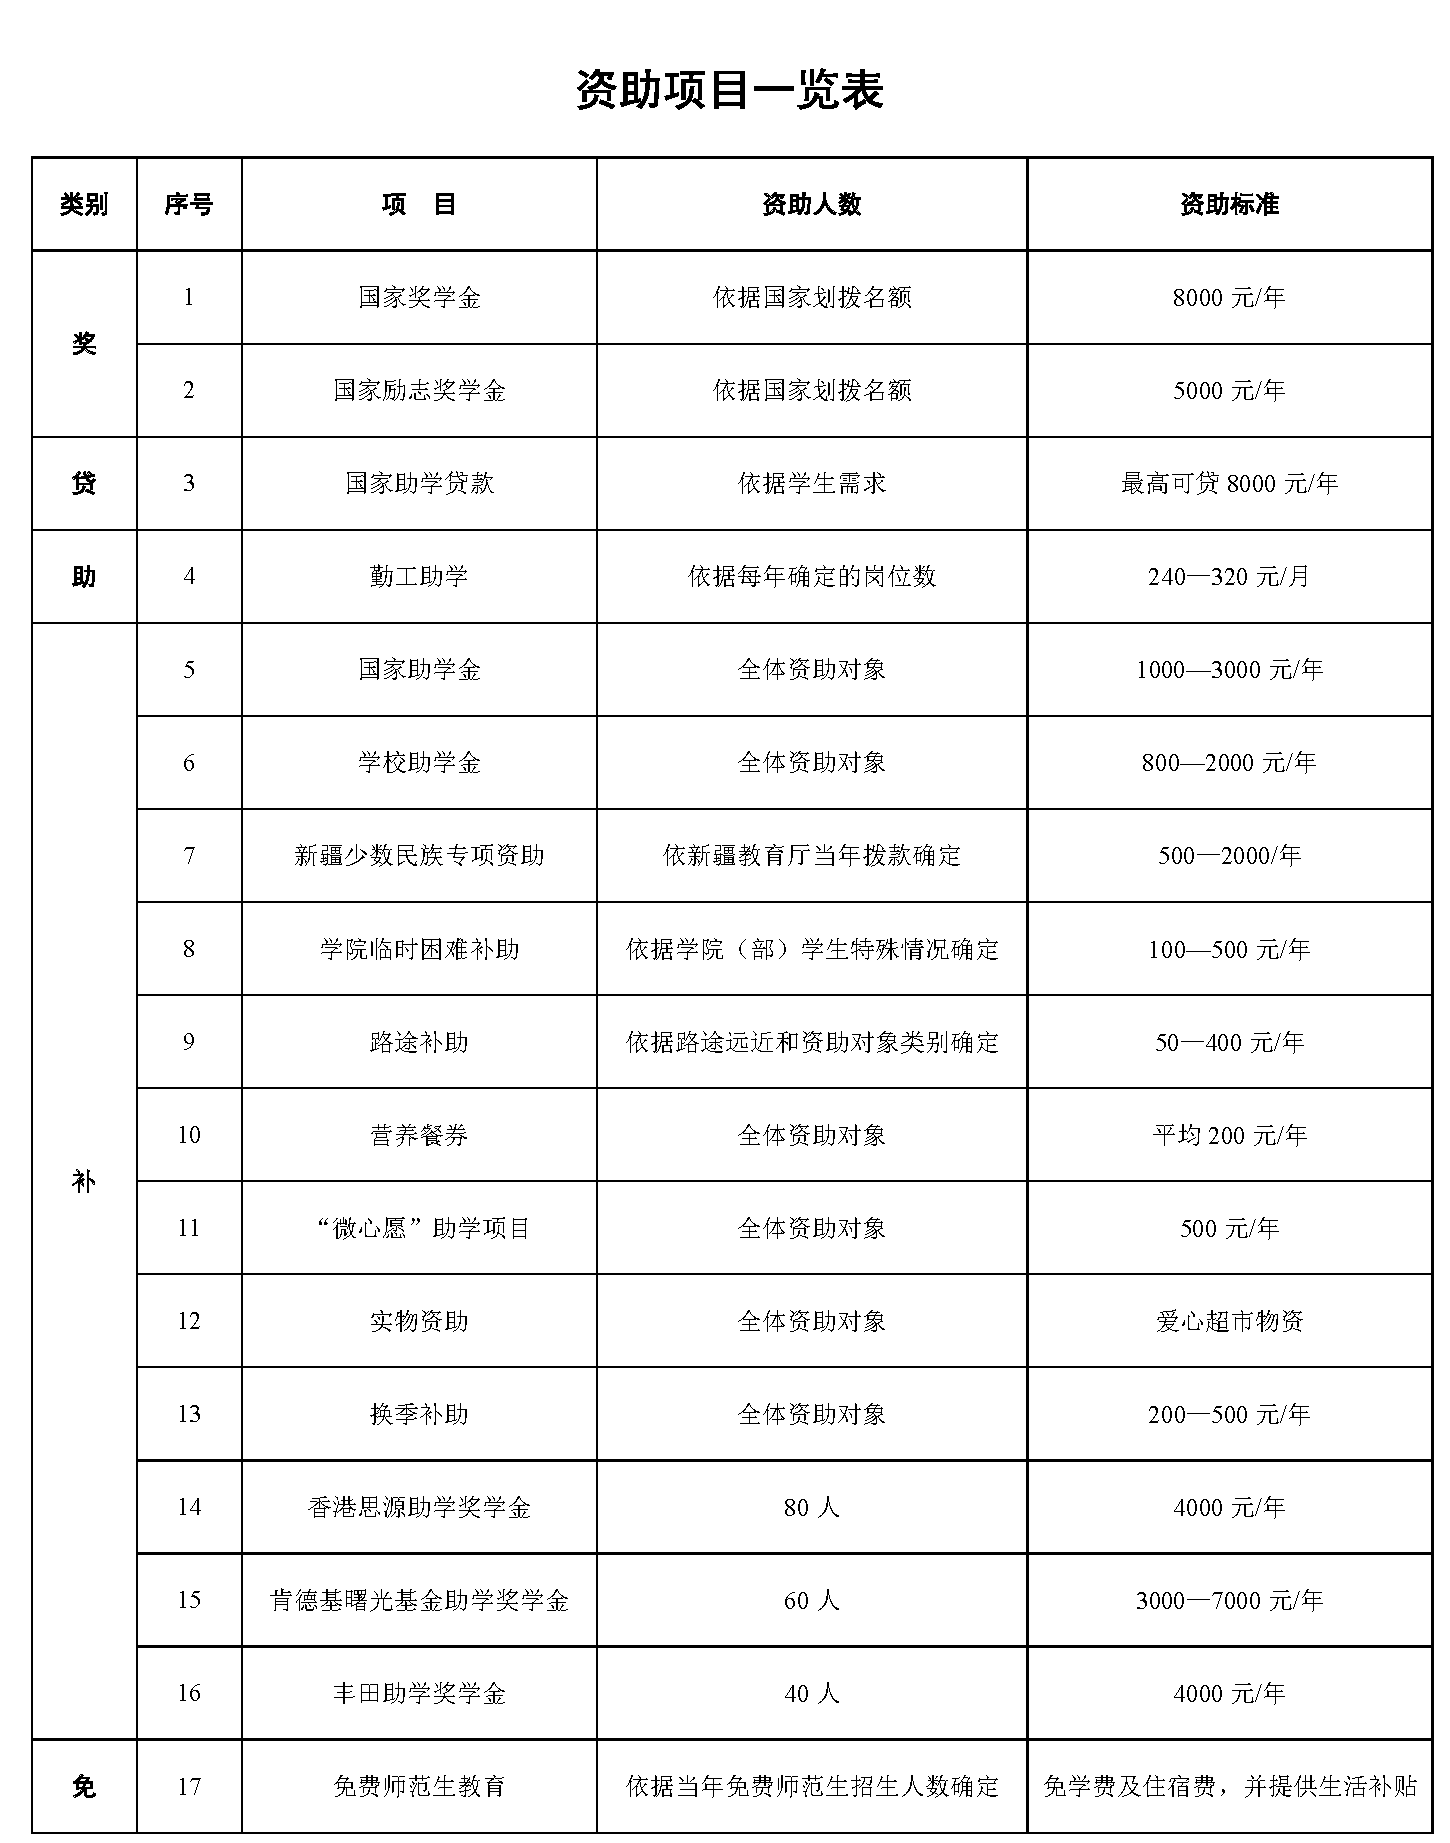 资助项目一览表
类别 序号 项 目 资助人数 资助标准
奖 1 国家奖学金 依据国家划拨名额 8000 元/年
2 国家励志奖学金 依据国家划拨名额 5000 元/年
贷 3 国家助学贷款 依据学生需求 最高可贷 8000 元/年
助 4 勤工助学 依据每年确定的岗位数 240—320 元/月
补 5 国家助学金 全体资助对象 1000—3000 元/年
6 学校助学金 全体资助对象 800—2000 元/年
7 新疆少数民族专项资助 依新疆教育厅当年拨款确定 500—2000/年
8 学院临时困难补助 依据学院（部）学生特殊情况确定 100—500 元/年
9 路途补助 依据路途远近和资助对象类别确定 50—400 元/年
10 营养餐券 全体资助对象 平均 200 元/年
11 “微心愿”助学项目 全体资助对象 500 元/年
12 实物资助 全体资助对象 爱心超市物资
13 换季补助 全体资助对象 200—500 元/年
14 香港思源助学奖学金 80 人 4000 元/年
15 肯德基曙光基金助学奖学金 60 人 3000—7000 元/年
16 丰田助学奖学金 40 人 4000 元/年
免 17 免费师范生教育 依据当年免费师范生招生人数确定 免学费及住宿费，并提供生活补贴